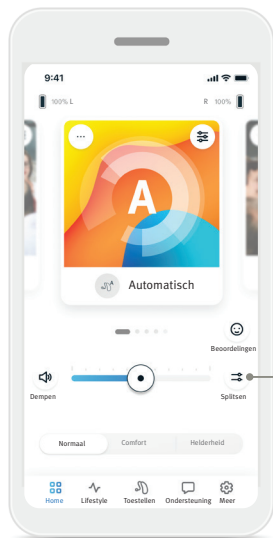 9:41
100% L
R 100%
...
A
A
Automatisch
Beoordelingen
Dempen
Splitsen
Normaal
Comfort
Helderheid
Home
Lifestyle
Toestellen
Ondersteuning
Meer